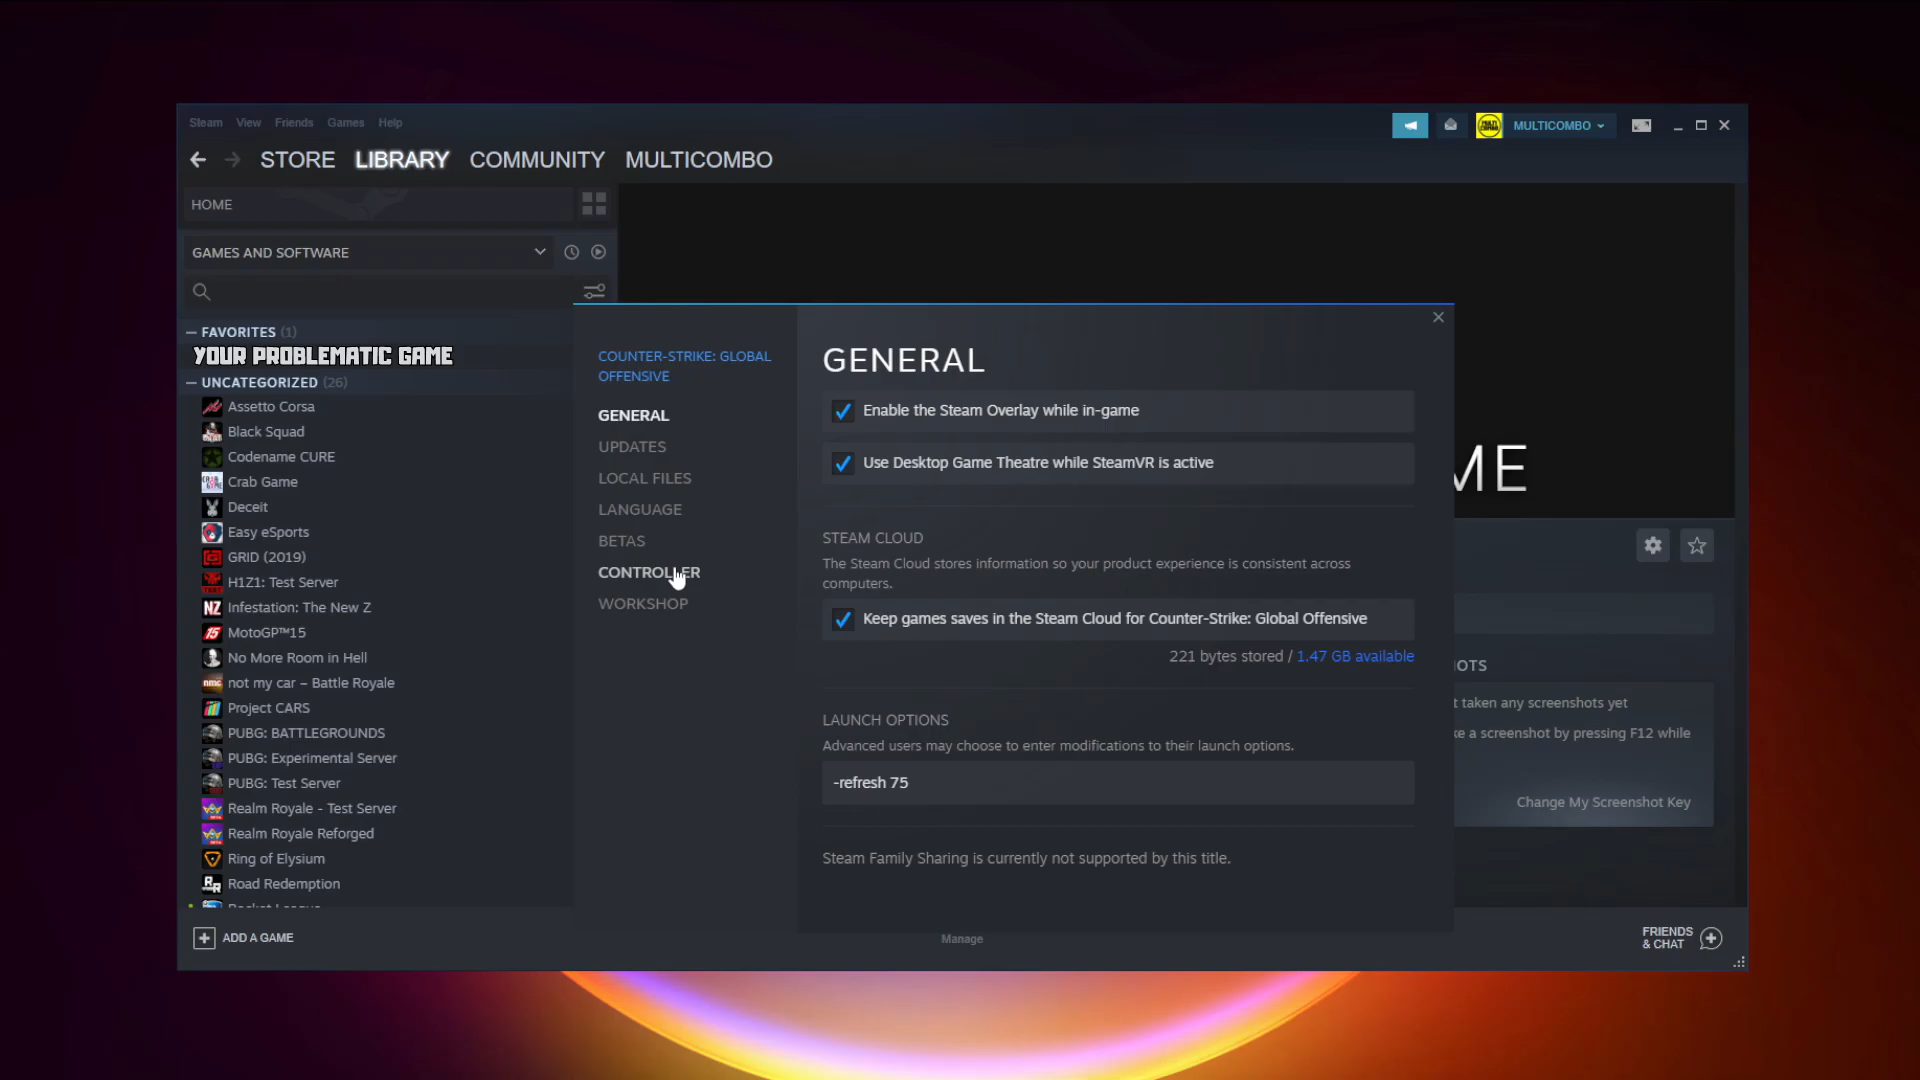 Steam View Friends Games Help
MULTICOMBO
STORE LIBRARY COMMUNITY MULTICOMBO
HOME
GAMES AND SOFTWARE
— FAVORITES (1)
YOUR PROBLEMATIC GAME
— UNCATEGORIZED (26)
Assetto Corsa
Black Squad
Codename CURE
Crab Game
Deceit
Easy eSports
GRID (2019)
H1Z1: Test Server
Infestation: The New Z
MotoGP™15
No More Room in Hell
not my car – Battle Royale
Project CARS
PUBG: BATTLEGROUNDS
PUBG: Experimental Server
PUBG: Test Server
Realm Royale - Test Server
Realm Royale Reforged
Ring of Elysium
Road Redemption
ADD A GAME
COUNTER-STRIKE: GLOBAL
OFFENSIVE
GENERAL
UPDATES
LOCAL FILES
LANGUAGE
BETAS
CONTROLLER
WORKSHOP
GENERAL
Enable the Steam Overlay while in-game
Use Desktop Game Theatre while SteamVR is active
STEAM CLOUD
The Steam Cloud stores information so your product experience is consistent across
computers.
Keep games saves in the Steam Cloud for Counter-Strike: Global Offensive
221 bytes stored / 1.47 GB available
LAUNCH OPTIONS
Advanced users may choose to enter modifications to their launch options.
-refresh 75
Steam Family Sharing is currently not supported by this title.
Manage
ME
OTS
t taken any screenshots yet
ke a screenshot by pressing F12 while
Change My Screenshot Key
FRIENDS
& CHAT